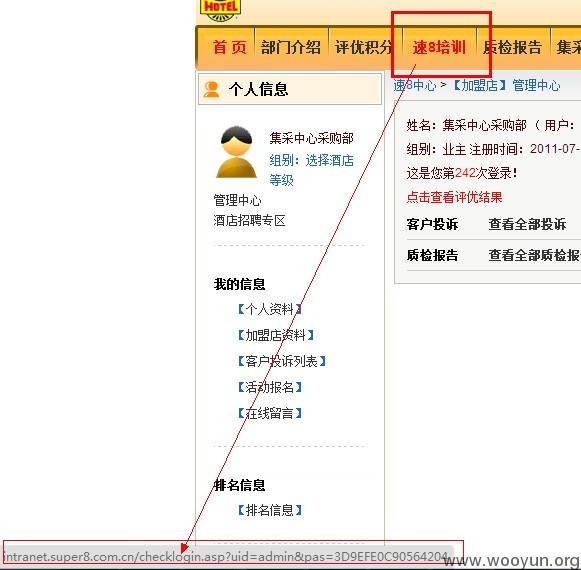 HOTEL
首 页 部门介绍 评优积分 速8培训 质检报告 集采
个人信息
速8中心 > 【加盟店】管理中心
集采中心采购部
组别：选择酒店
等级
管理中心
酒店招聘专区
姓名：集采中心采购部 （ 用户：
组别：业主 注册时间：2011-07-
这是您第242次登录！
点击查看评优结果
客户投诉 查看全部投诉
质检报告 查看全部质检报
我的信息
【个人资料】
【加盟店资料】
【客户投诉列表】
【活动报名】
【在线留言】
排名信息
【排名信息】
intranet.super8.com.cn/checklogin.asp?uid=admin&pas=3D9EFE0C90564204
www.wooyun.org